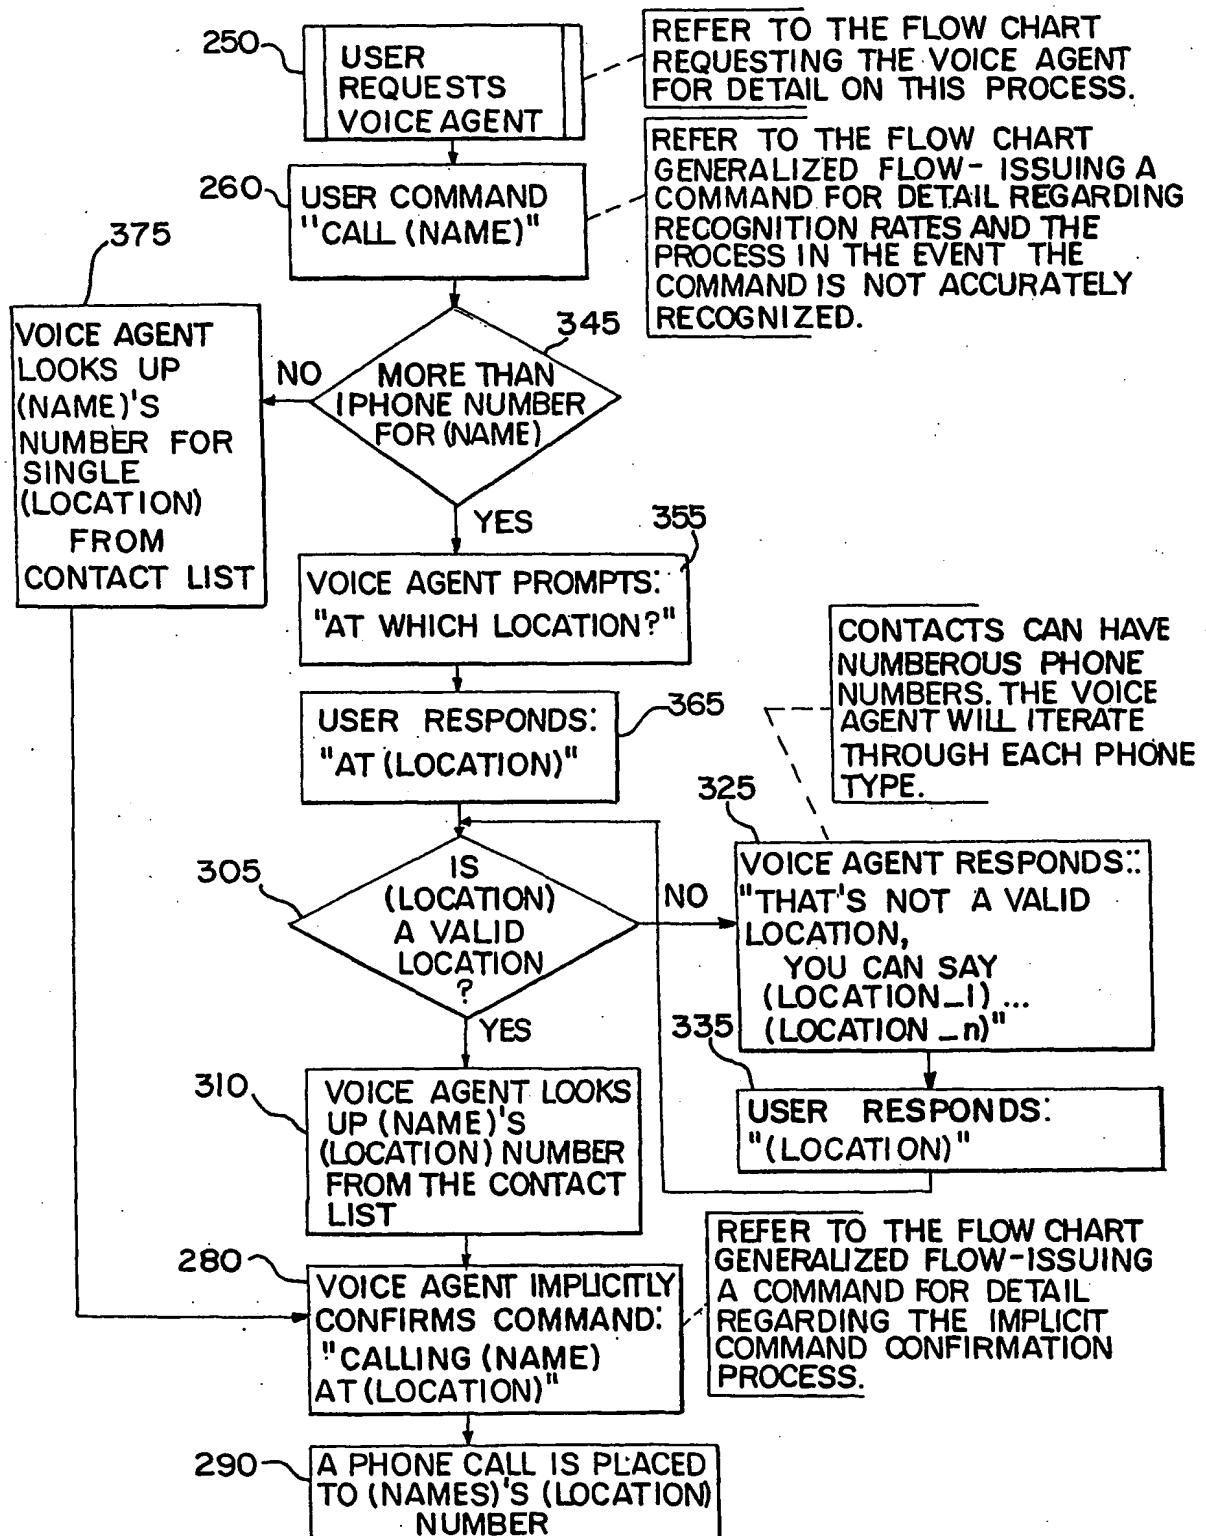 250
USER
REQUESTS
VOICE AGENT
REFER TO THE FLOW CHART
REQUESTING THE VOICE AGENT
FOR DETAIL ON THIS PROCESS.
260
USER COMMAND
"CALL (NAME)"
REFER TO THE FLOW CHART
GENERALIZED FLOW- ISSUING A
COMMAND FOR DETAIL REGARDING
RECOGNITION RATES AND THE
PROCESS IN THE EVENT THE
COMMAND IS NOT ACCURATELY
RECOGNIZED.
375
VOICE AGENT
LOOKS UP
(NAME)'S
NUMBER FOR
SINGLE
(LOCATION)
FROM
CONTACT LIST
NO
345
MORE THAN
1 PHONE NUMBER
FOR (NAME)
YES
355
VOICE AGENT PROMPTS:
"AT WHICH LOCATION?"
365
USER RESPONDS:
"AT (LOCATION)"
CONTACTS CAN HAVE
NUMBEROUS PHONE
NUMBERS. THE VOICE
AGENT WILL ITERATE
THROUGH EACH PHONE
TYPE.
305
IS
(LOCATION)
A VALID
LOCATION
?
NO
YES
325
VOICE AGENT RESPONDS:
"THAT'S NOT A VALID
LOCATION,
YOU CAN SAY
(LOCATION_1) ...
(LOCATION_n)"
335
USER RESPONDS:
"(LOCATION)"
310
VOICE AGENT LOOKS
UP (NAME)'S
(LOCATION) NUMBER
FROM THE CONTACT
LIST
280
VOICE AGENT IMPLICITLY
CONFIRMS COMMAND:
"CALLING (NAME)
AT (LOCATION)"
REFER TO THE FLOW CHART
GENERALIZED FLOW-ISSUING
A COMMAND FOR DETAIL
REGARDING THE IMPLICIT
COMMAND CONFIRMATION
PROCESS.
290
A PHONE CALL IS PLACED
TO (NAMES)'S (LOCATION)
NUMBER